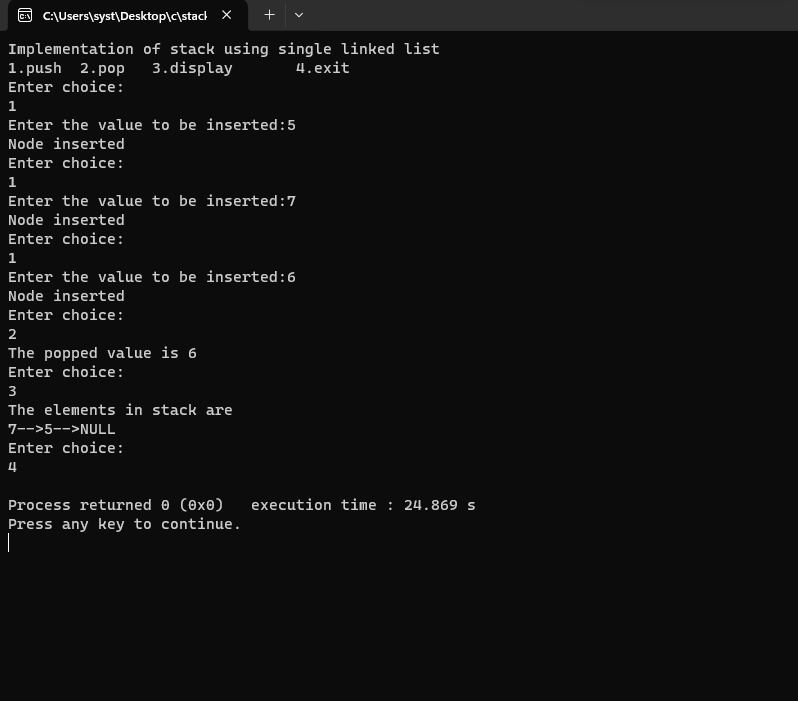 C:\Users\syst\Desktop\c\stack
Implementation of stack using single linked list
1.push  2.pop   3.display       4.exit
Enter choice:
1
Enter the value to be inserted:5
Node inserted
Enter choice:
1
Enter the value to be inserted:7
Node inserted
Enter choice:
1
Enter the value to be inserted:6
Node inserted
Enter choice:
2
The popped value is 6
Enter choice:
3
The elements in stack are
7-->5-->NULL
Enter choice:
4
Process returned 0 (0x0)   execution time : 24.869 s
Press any key to continue.